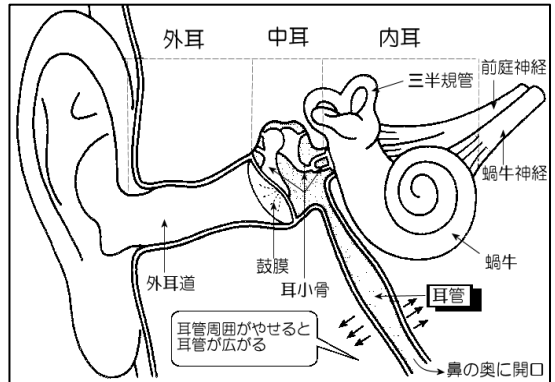 外耳
中耳
内耳
三半規管
前庭神経
蝸牛神経
外耳道
鼓膜
耳小骨
蝸牛
耳管
耳管周囲がやせると
耳管が広がる
鼻の奥に開口